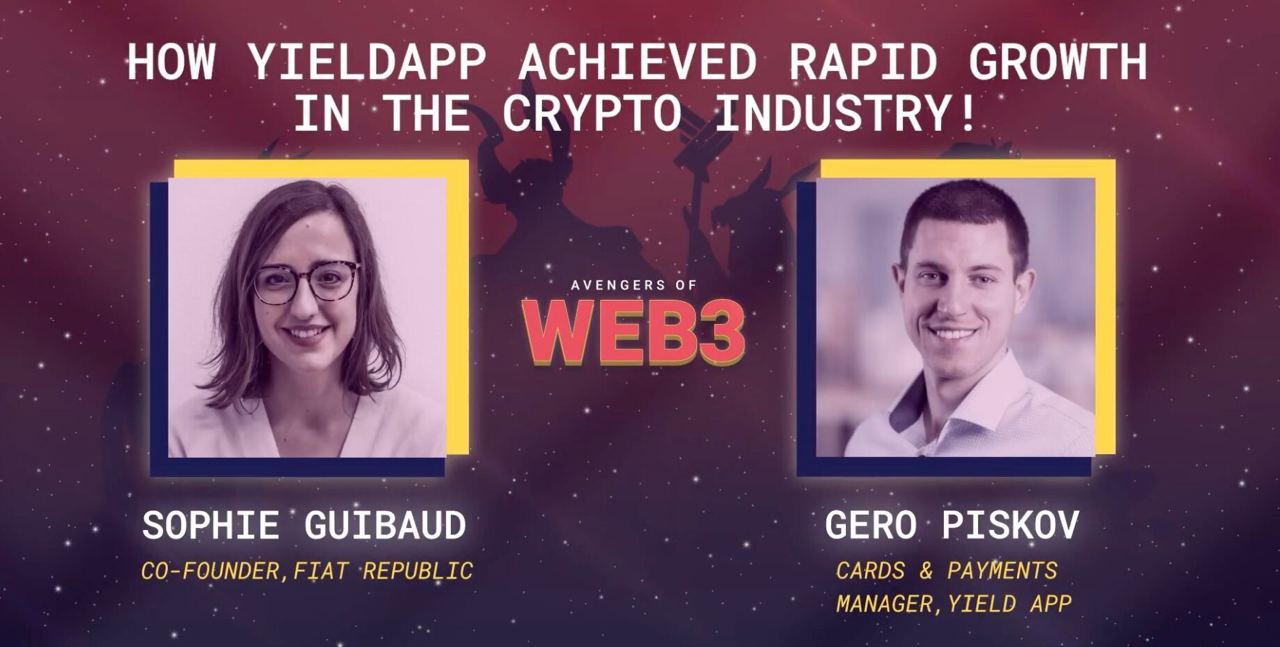 HOW YIELDAPP ACHIEVED RAPID GROWTH
IN THE CRYPTO INDUSTRY!
AVENGERS OF
WEB3
SOPHIE GUIBAUD
CO-FOUNDER,FIAT REPUBLIC
GERO PISKOV
CARDS & PAYMENTS
MANAGER,YIELD APP